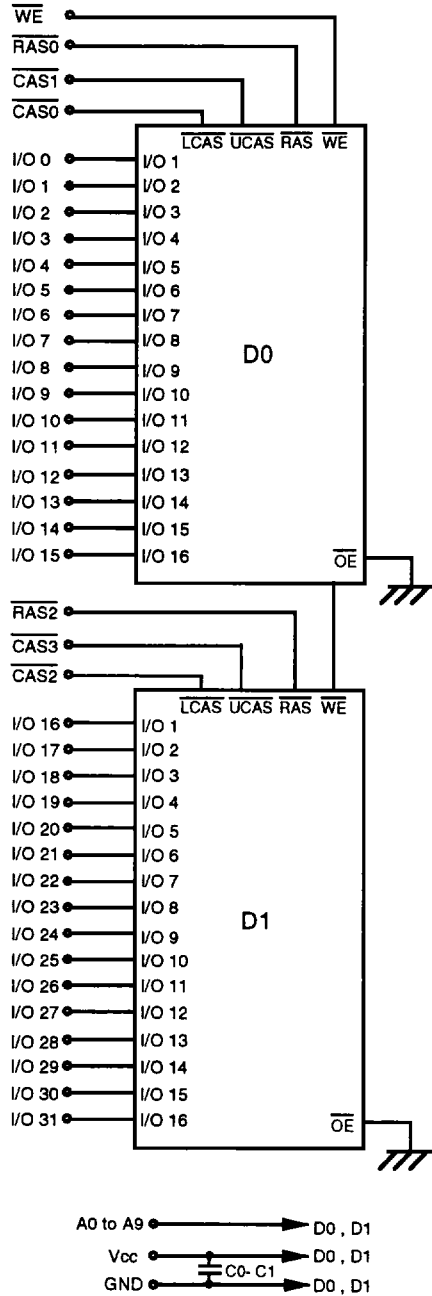 WE
RAS0
CAS1
CAS0
LCAS UCAS RAS WE
I/O 0 I/O 1
I/O 1 I/O 2
I/O 2 I/O 3
I/O 3 I/O 4
I/O 4 I/O 5
I/O 5 I/O 6
I/O 6 I/O 7
I/O 7 I/O 8
D0
I/O 8 I/O 9
I/O 9 I/O 10
I/O 10 I/O 11
I/O 11 I/O 12
I/O 12 I/O 13
I/O 13 I/O 14
I/O 14 I/O 15
I/O 15 I/O 16 OE
RAS2
CAS3
CAS2
LCAS UCAS RAS WE
I/O 16 I/O 1
I/O 17 I/O 2
I/O 18 I/O 3
I/O 19 I/O 4
I/O 20 I/O 5
I/O 21 I/O 6
I/O 22 I/O 7
I/O 23 I/O 8
D1
I/O 24 I/O 9
I/O 25 I/O 10
I/O 26 I/O 11
I/O 27 I/O 12
I/O 28 I/O 13
I/O 29 I/O 14
I/O 30 I/O 15
I/O 31 I/O 16 OE
A0 to A9 D0 , D1
Vcc D0 , D1
C0- C1
GND D0 , D1